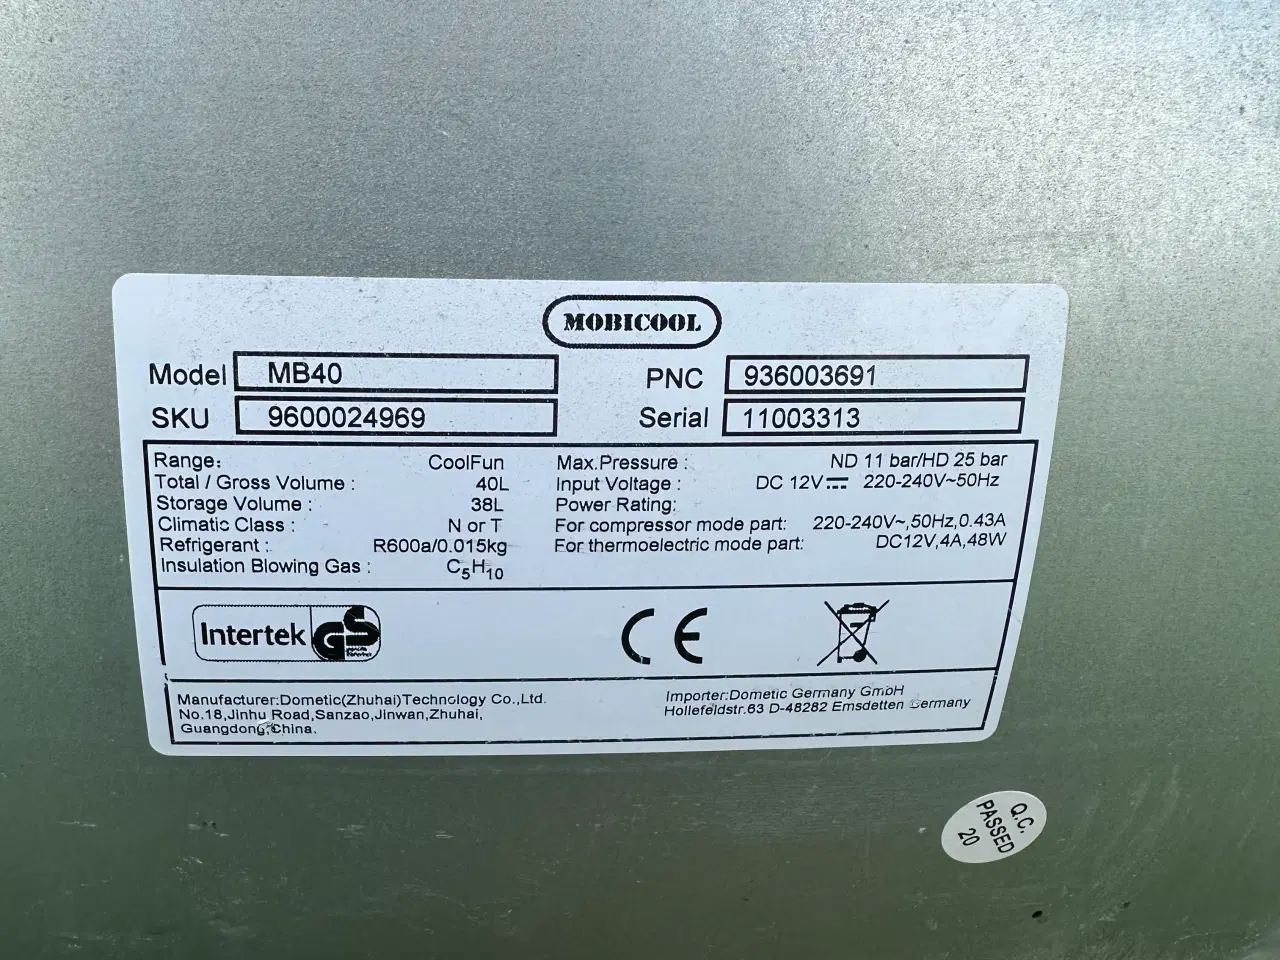 MOBICOOL
Model MB40 PNC 936003691
SKU 9600024969 Serial 11003313
Range: CoolFun
Total / Gross Volume : 40L
Storage Volume : 38L
Climatic Class : N or T
Refrigerant : R600a/0.015kg
Insulation Blowing Gas : C5H10
Max.Pressure : ND 11 bar/HD 25 bar
Input Voltage : DC 12V⎓ 220-240V~50Hz
Power Rating:
For compressor mode part: 220-240V~,50Hz,0.43A
For thermoelectric mode part: DC12V,4A,48W
Intertek GS
CE
Manufacturer:Dometic(Zhuhai)Technology Co.,Ltd.
No.18,Jinhu Road,Sanzao,Jinwan,Zhuhai,
Guangdong,China.
Importer:Dometic Germany GmbH
Hollefeldstr.63 D-48282 Emsdetten Germany
Q.C.
PASSED
20